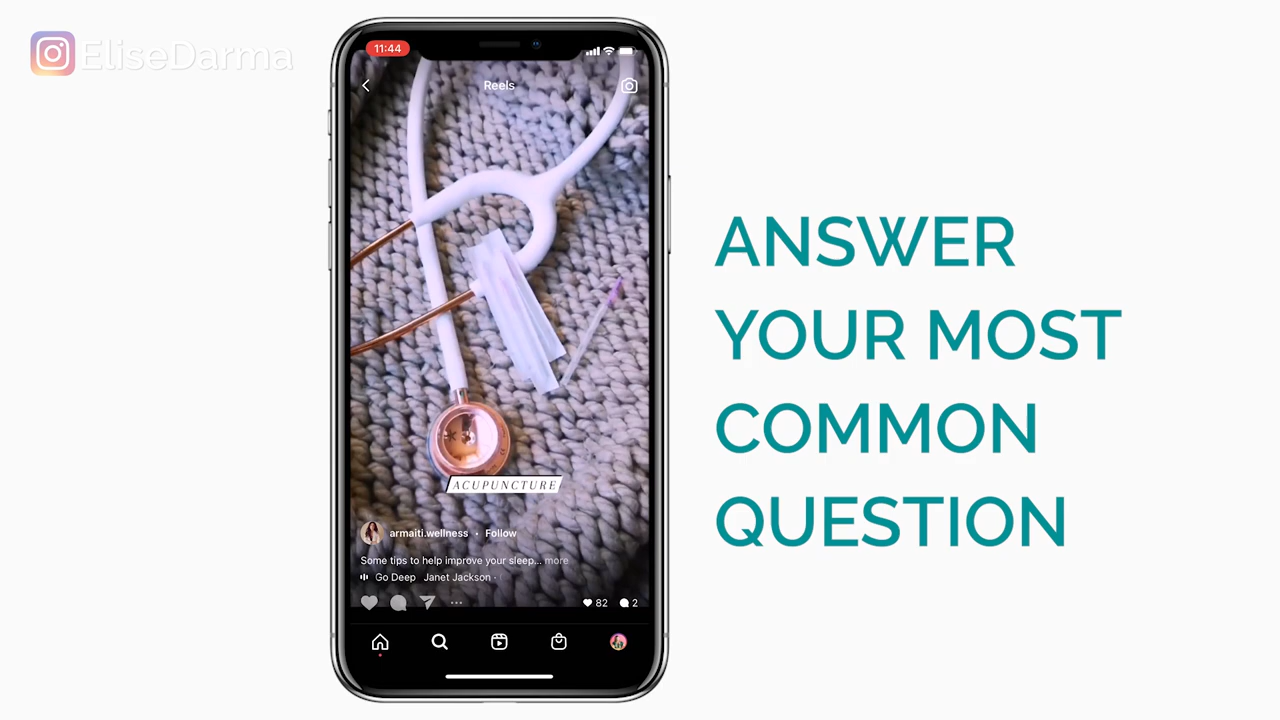 EliseDarma
11:44
Reels
ACUPUNCTURE
armaiti.wellness · Follow
Some tips to help improve your sleep... more
Go Deep Janet Jackson ·
82 2
ANSWER
YOUR MOST
COMMON
QUESTION